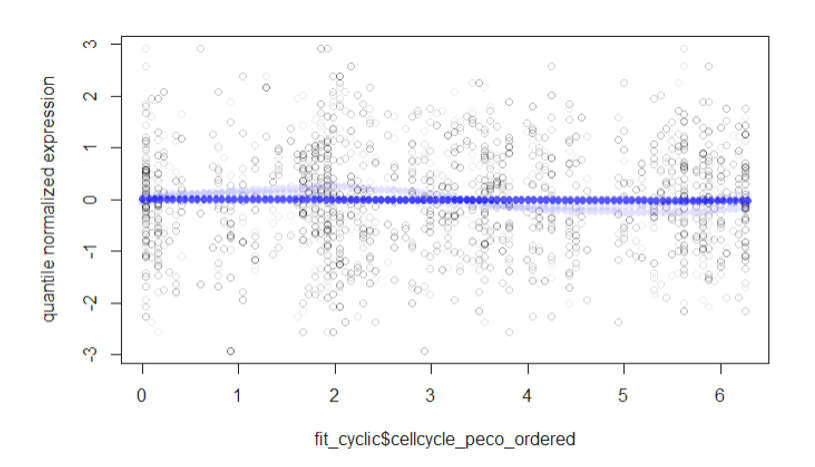 quantile normalized expression
3
2
1
0
-1
-2
-3
0 1 2 3 4 5 6
fit_cyclic$cellcycle_peco_ordered